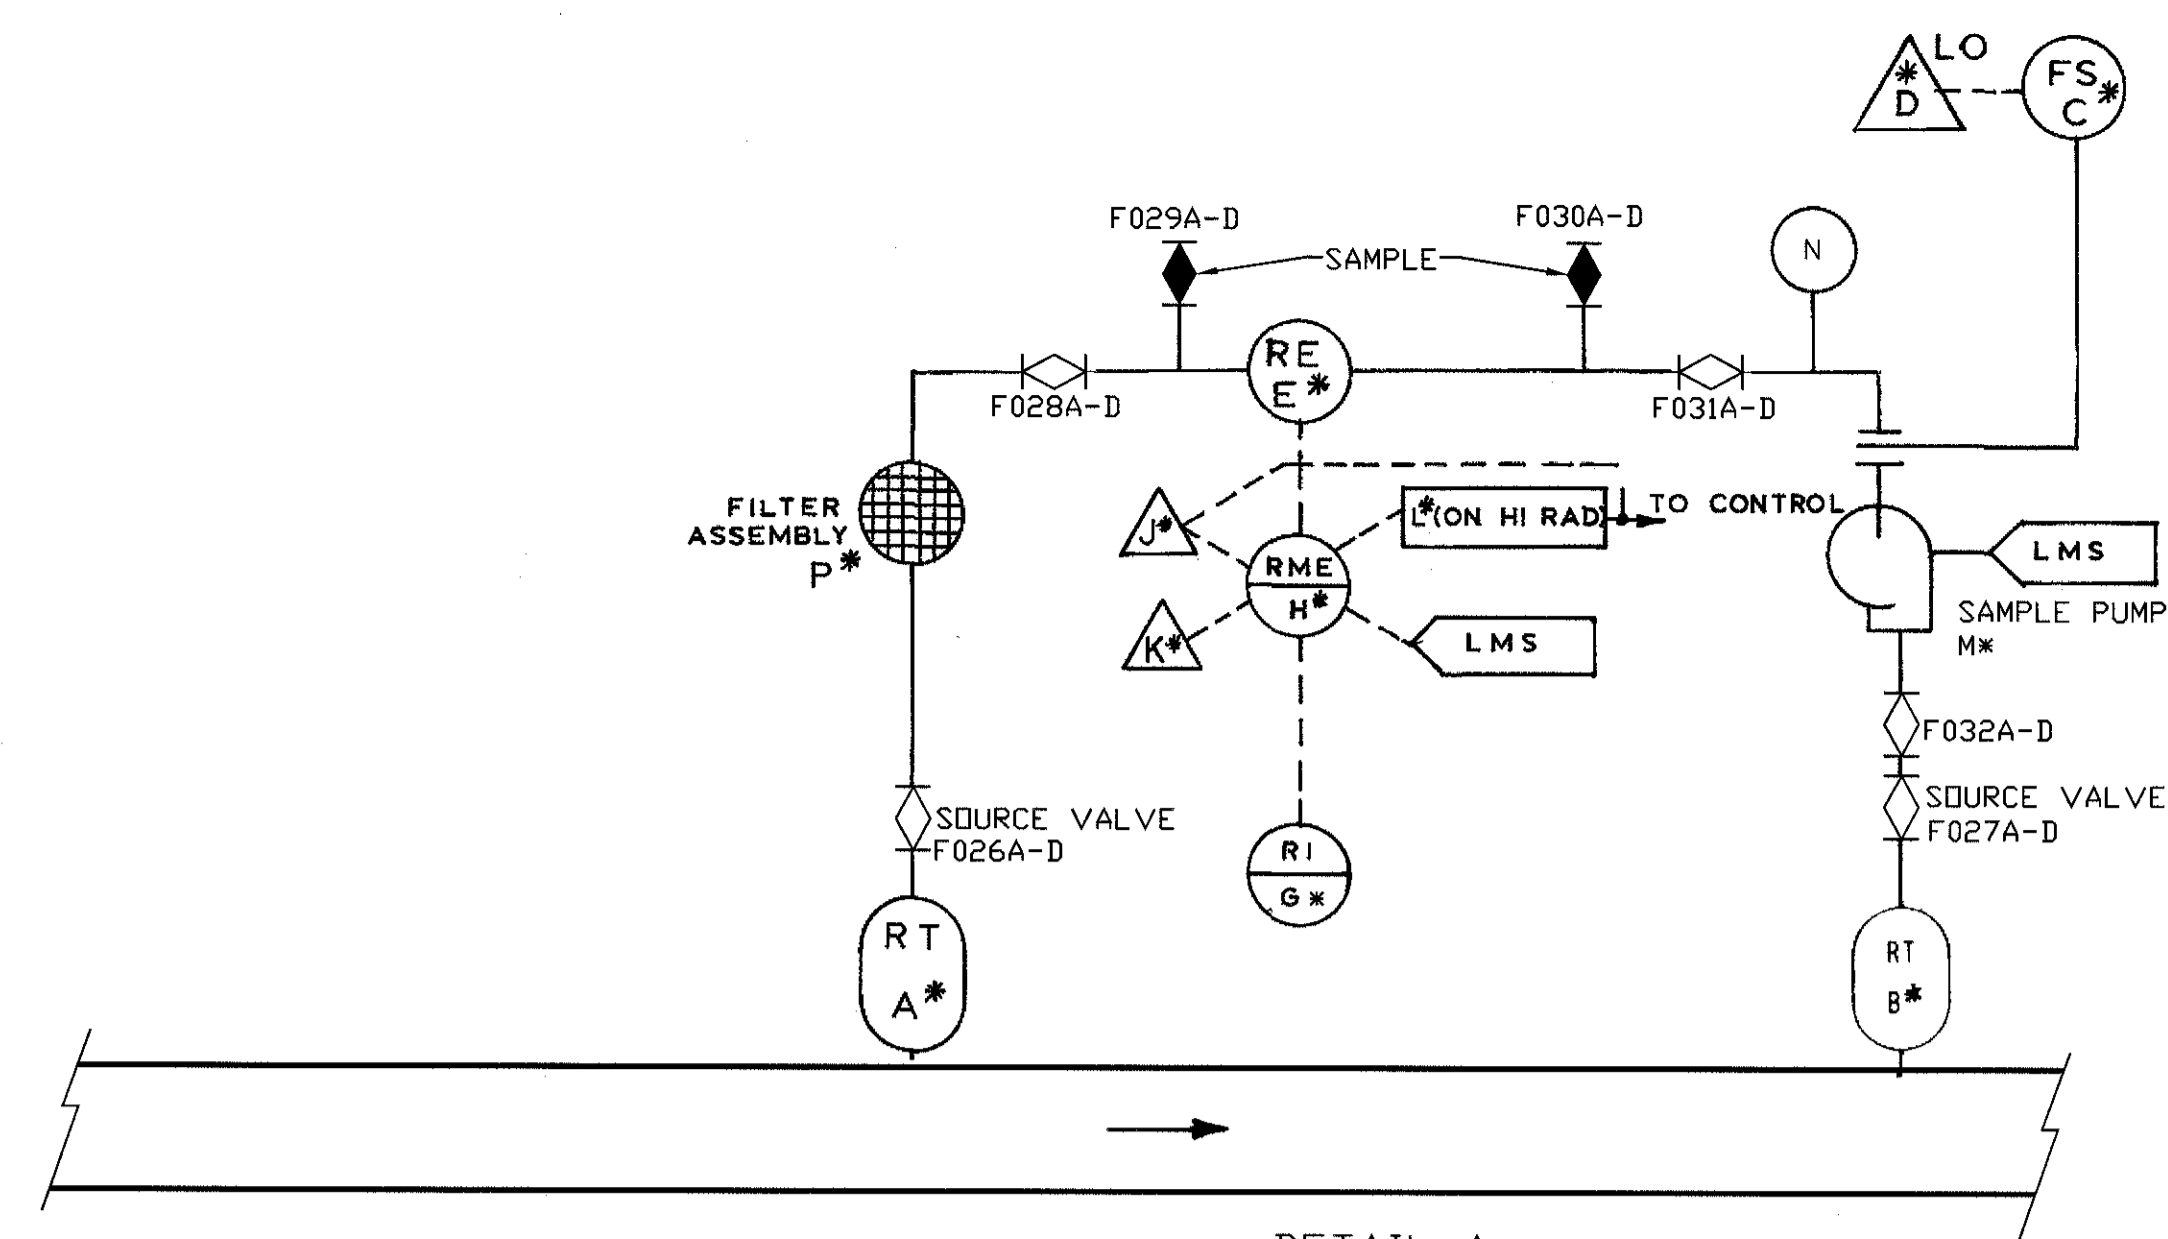 LO
*
D
FS
C*
F029A-D
F030A-D
SAMPLE
N
RE
E*
F028A-D
F031A-D
FILTER
ASSEMBLY
P*
J*
L*(ON HI RAD)
TO CONTROL
RME
H*
LMS
K*
LMS
SAMPLE PUMP
M*
F032A-D
SOURCE VALVE
F026A-D
SOURCE VALVE
F027A-D
RI
G*
RT
A*
RT
B*